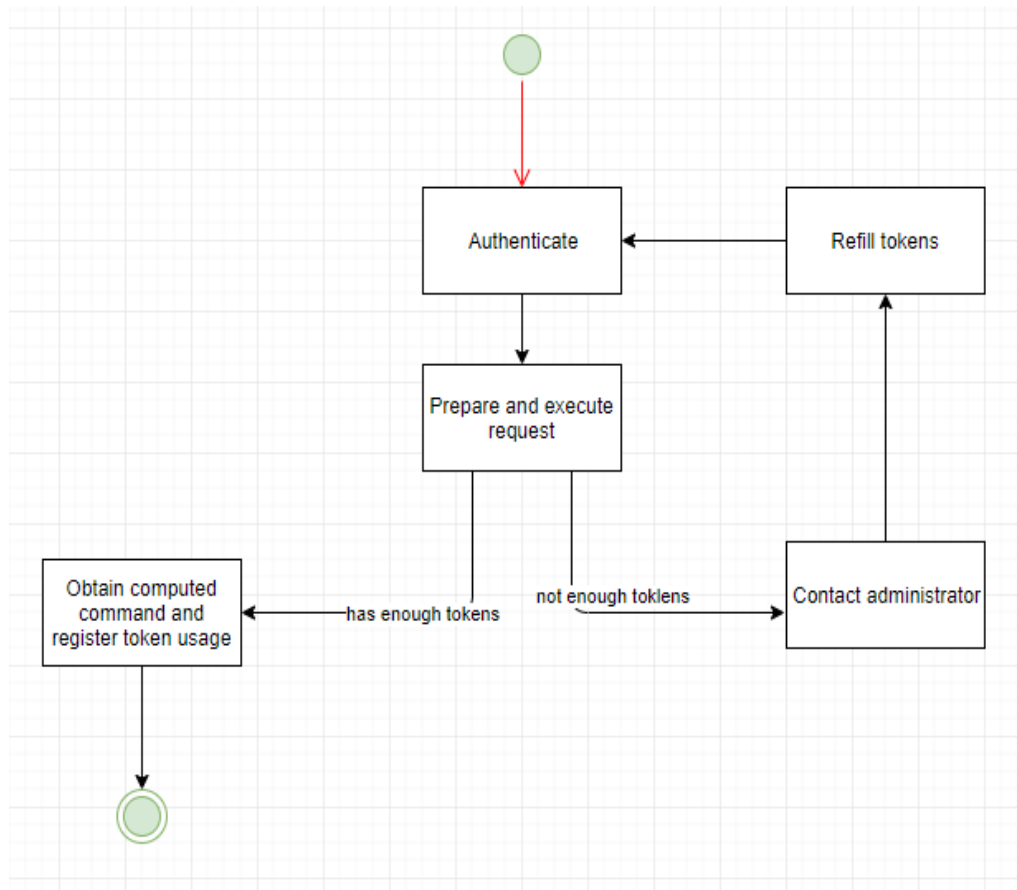 Authenticate
Refill tokens
Prepare and execute
request
not enough toklens
has enough tokens
Contact administrator
Obtain computed
command and
register token usage